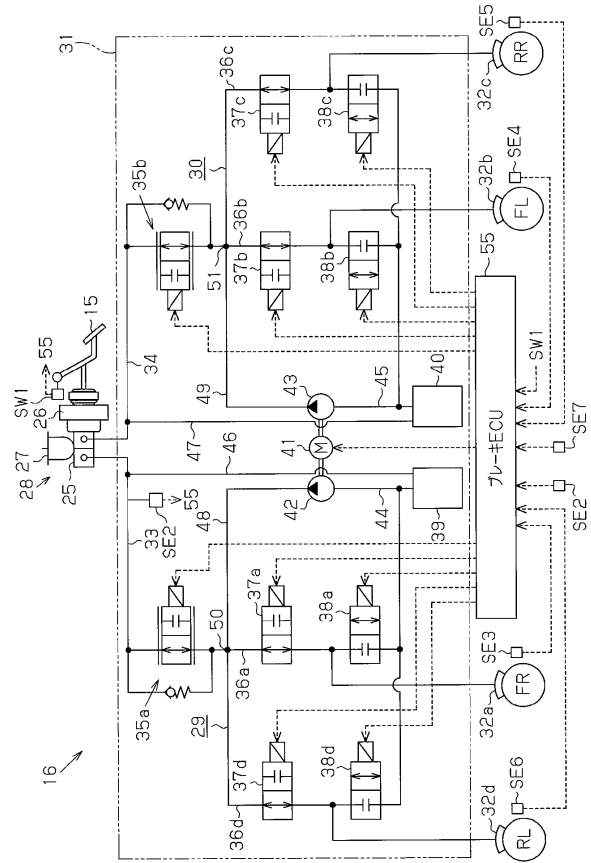 16
28
27
26
SW1
55
15
31
25
33
34
35a
SE2
55
35b
48
46
47
49
50
51
36d
29
36a
36b
30
36c
37d
37a
42
41
M
43
37b
37c
38d
38a
44
45
38b
38c
39
40
32d
32a
55
32b
32c
RL
SE6
FR
SE3
ブレーキECU
FL
SE4
RR
SE5
SE2
SE7
SW1